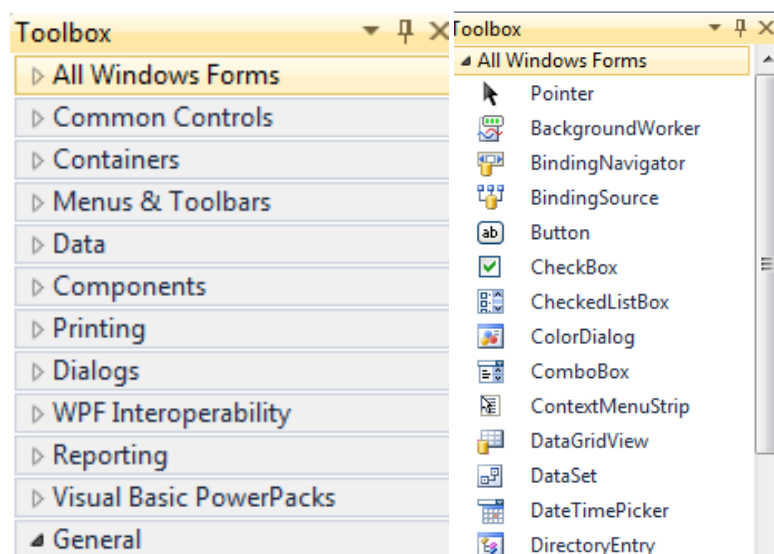 Toolbox
All Windows Forms
Common Controls
Containers
Menus & Toolbars
Data
Components
Printing
Dialogs
WPF Interoperability
Reporting
Visual Basic PowerPacks
General
Toolbox
All Windows Forms
Pointer
BackgroundWorker
BindingNavigator
BindingSource
ab Button
CheckBox
CheckedListBox
ColorDialog
ComboBox
ContextMenuStrip
DataGridView
DataSet
DateTimePicker
DirectoryEntry